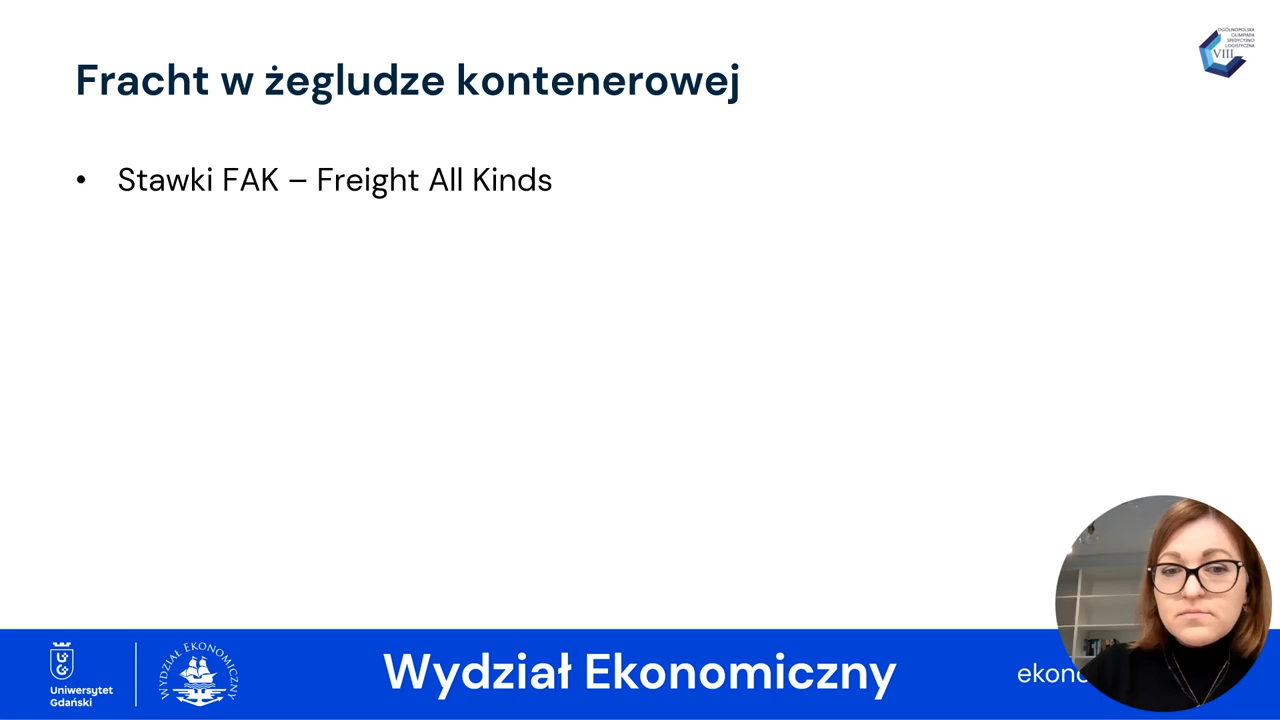 OGÓLNOPOLSKA
OLIMPIADA
SPEDYCYJNO
LOGISTYCZNA
VIII
Fracht w żegludze kontenerowej
• Stawki FAK – Freight All Kinds
Uniwersytet
Gdański
WYDZIAŁ EKONOMICZNY
Wydział Ekonomiczny
ekono